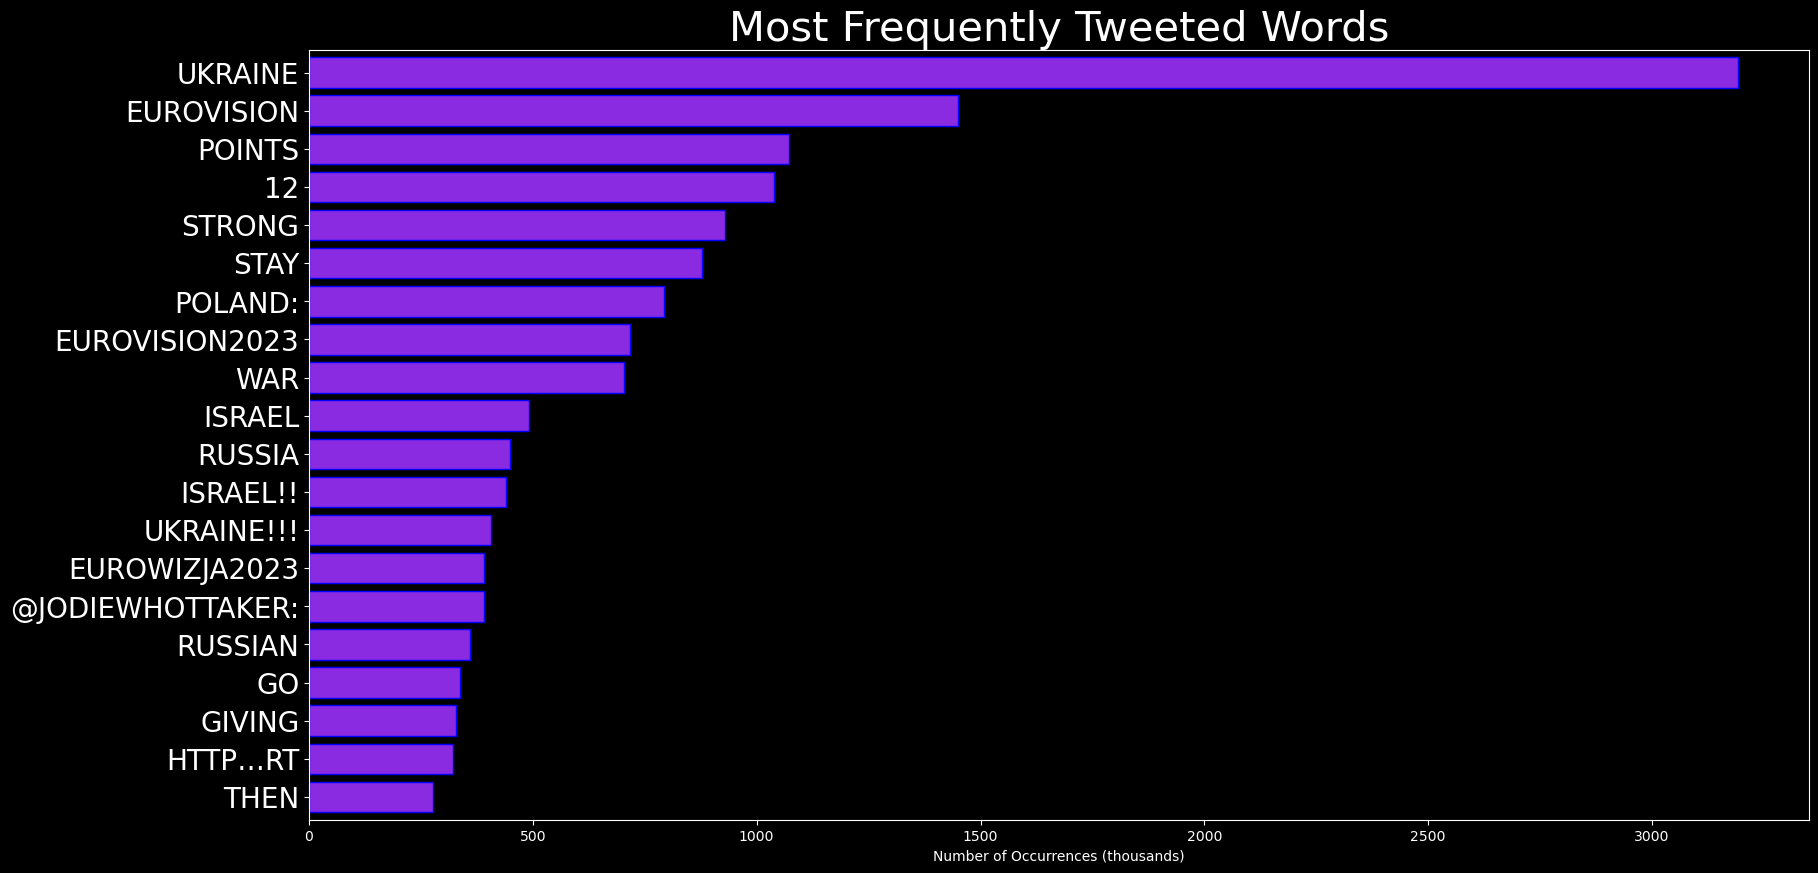 Most Frequently Tweeted Words
UKRAINE
EUROVISION
POINTS
12
STRONG
STAY
POLAND:
EUROVISION2023
WAR
ISRAEL
RUSSIA
ISRAEL!!
UKRAINE!!!
EUROWIZJA2023
@JODIEWHOTTAKER:
RUSSIAN
GO
GIVING
HTTP…RT
THEN
0 500 1000 1500 2000 2500 3000
Number of Occurrences (thousands)